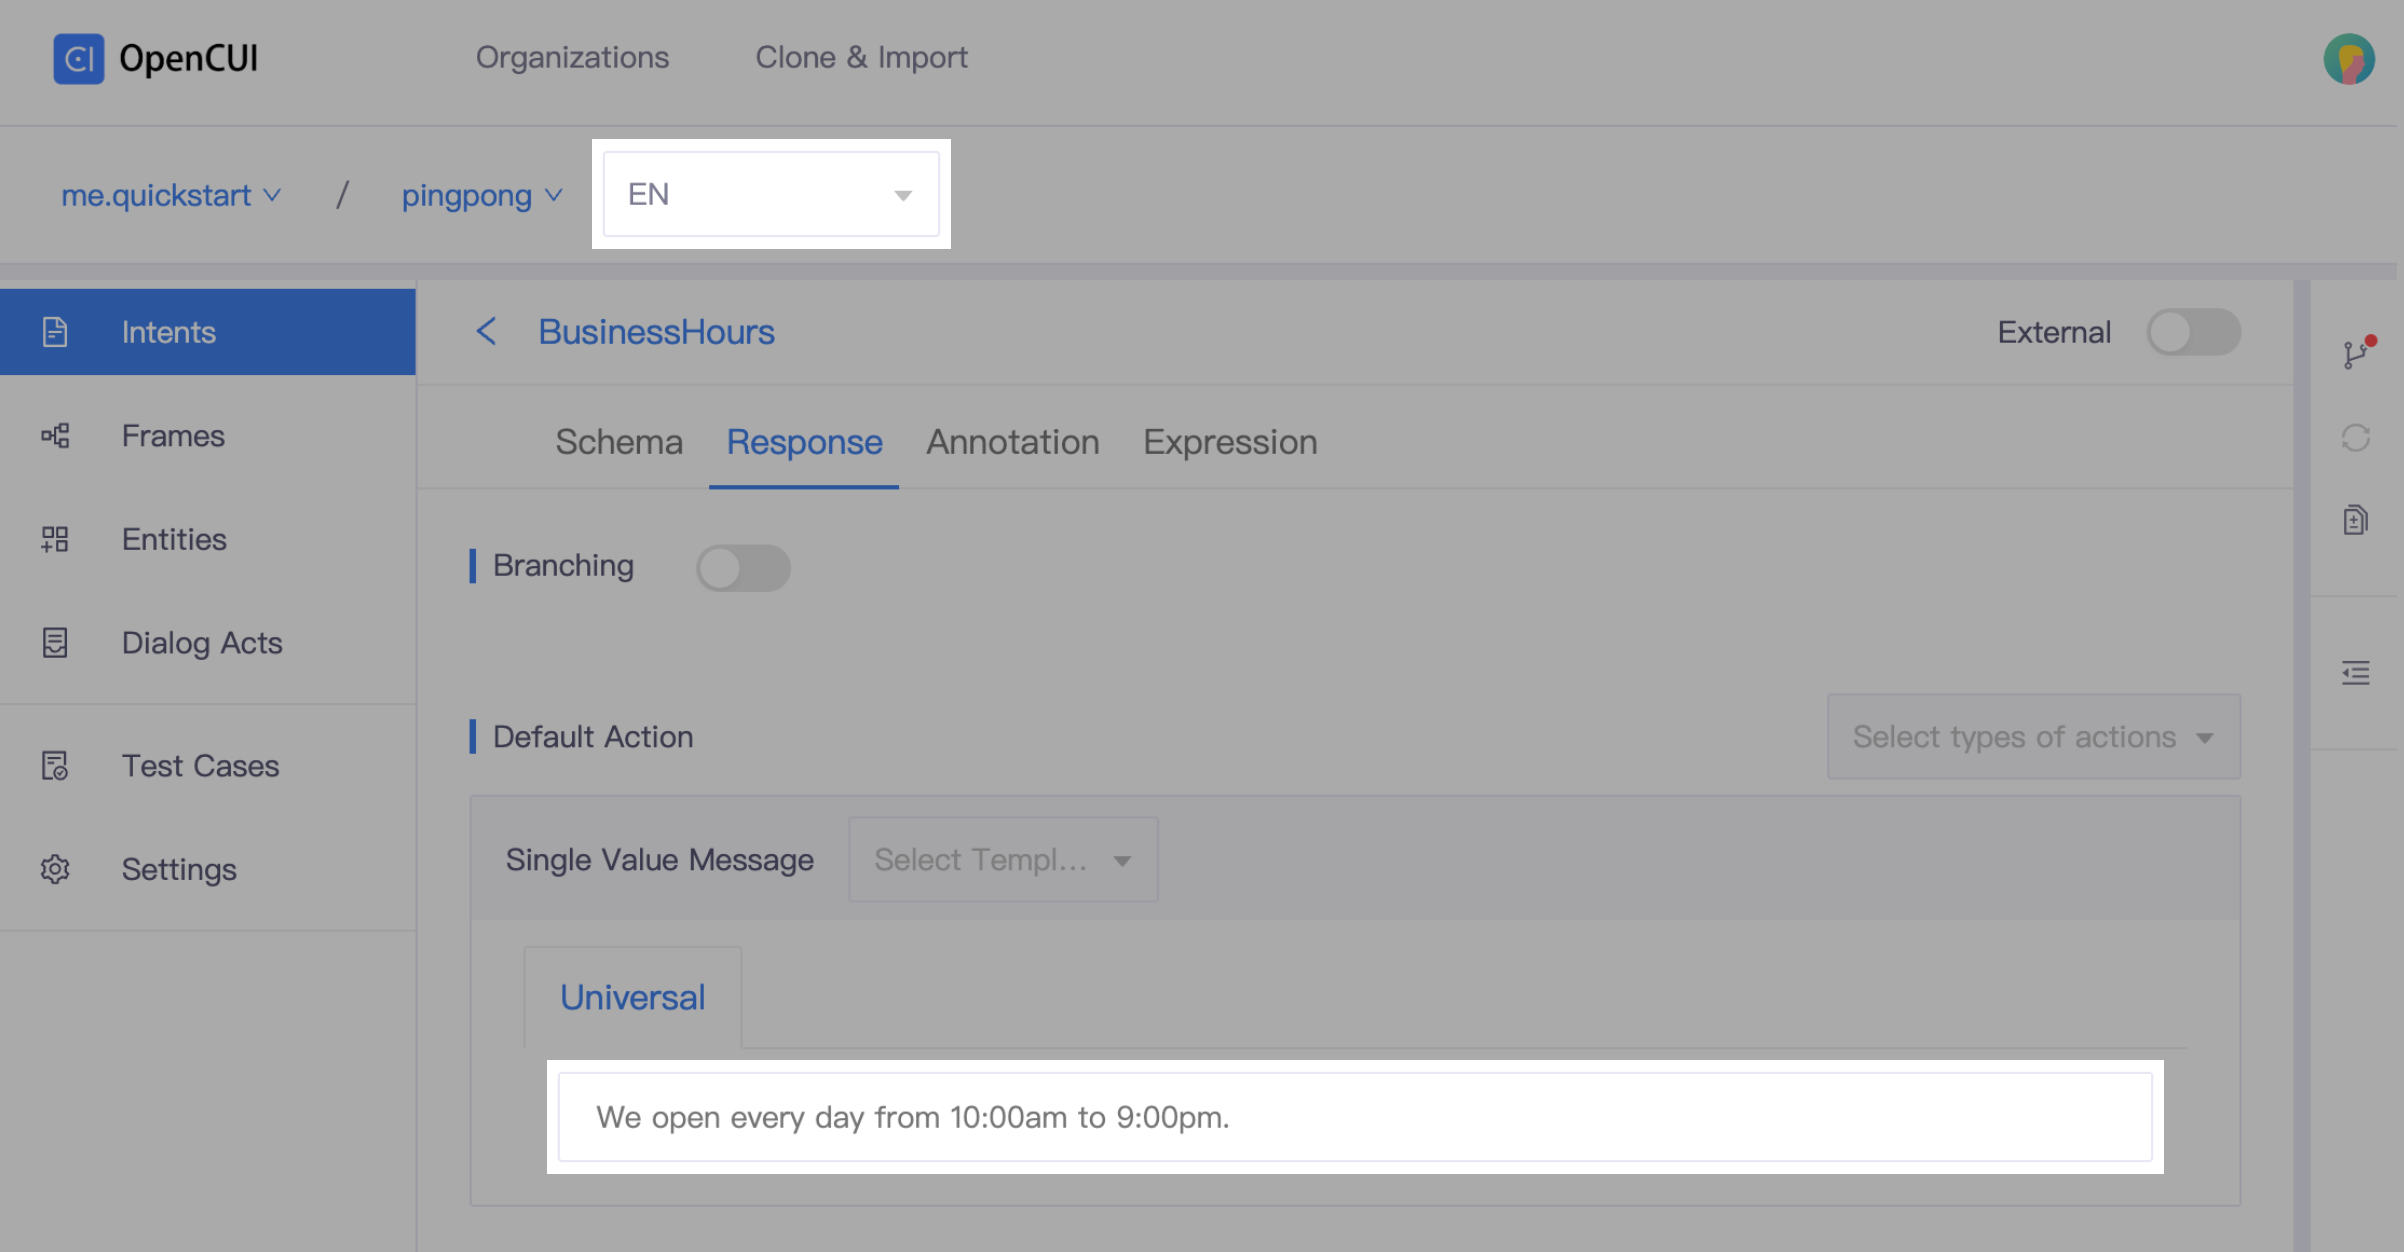 CI OpenCUI Organizations Clone & Import
me.quickstart / pingpong EN
Intents
Frames
Entities
Dialog Acts
Test Cases
Settings
BusinessHours External
Schema Response Annotation Expression
Branching
Default Action Select types of actions
Single Value Message Select Templ...
Universal
We open every day from 10:00am to 9:00pm.